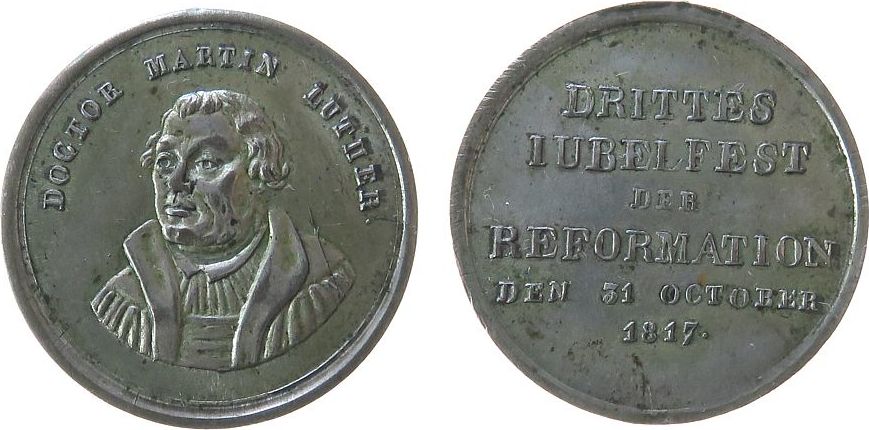 DOCTOR MARTIN LUTHER.
DRITTES
IUBELFEST
DER
REFORMATION
DEN 31 OCTOBER
1817.